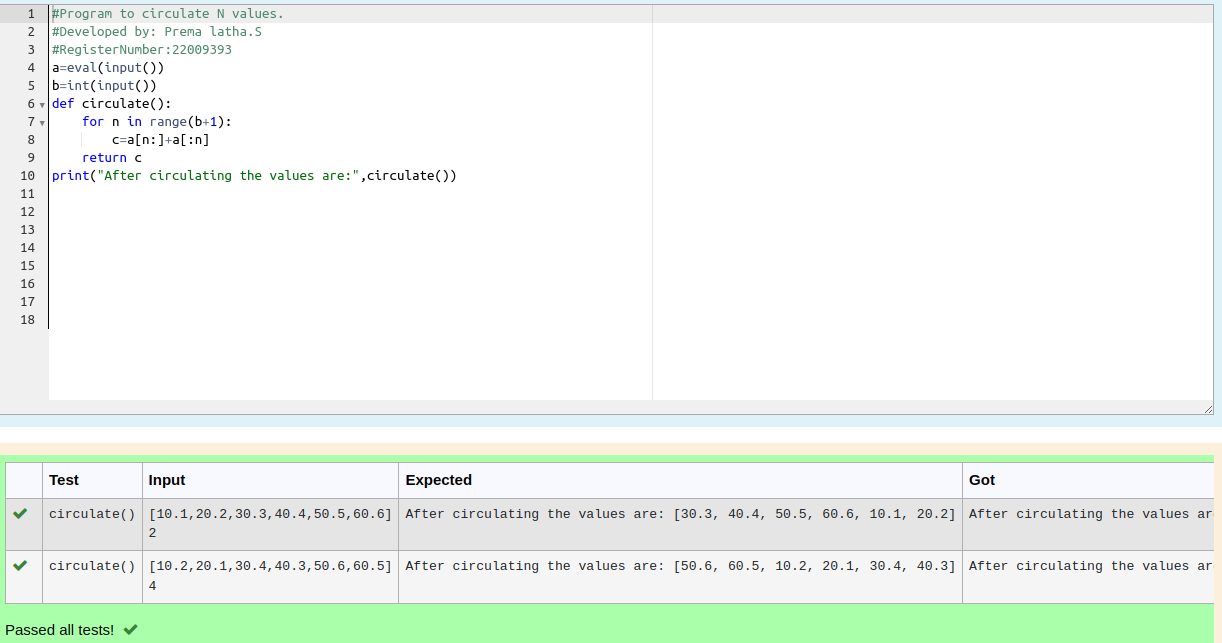 1 #Program to circulate N values.
2 #Developed by: Prema latha.S
3 #RegisterNumber:22009393
4 a=eval(input())
5 b=int(input())
6 def circulate():
7     for n in range(b+1):
8         c=a[n:]+a[:n]
9     return c
10 print("After circulating the values are:",circulate())
11
12
13
14
15
16
17
18
Test Input Expected Got
circulate() [10.1,20.2,30.3,40.4,50.5,60.6] After circulating the values are: [30.3, 40.4, 50.5, 60.6, 10.1, 20.2] After circulating the values ar
2
circulate() [10.2,20.1,30.4,40.3,50.6,60.5] After circulating the values are: [50.6, 60.5, 10.2, 20.1, 30.4, 40.3] After circulating the values ar
4
Passed all tests!